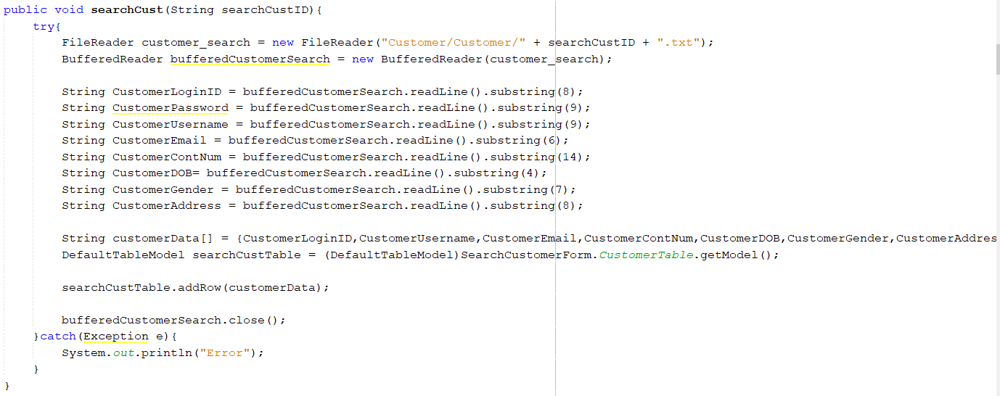 public void searchCust(String searchCustID){
try{
FileReader customer_search = new FileReader("Customer/Customer/" + searchCustID + ".txt");
BufferedReader bufferedCustomerSearch = new BufferedReader(customer_search);
String CustomerLoginID = bufferedCustomerSearch.readLine().substring(8);
String CustomerPassword = bufferedCustomerSearch.readLine().substring(9);
String CustomerUsername = bufferedCustomerSearch.readLine().substring(9);
String CustomerEmail = bufferedCustomerSearch.readLine().substring(6);
String CustomerContNum = bufferedCustomerSearch.readLine().substring(14);
String CustomerDOB= bufferedCustomerSearch.readLine().substring(4);
String CustomerGender = bufferedCustomerSearch.readLine().substring(7);
String CustomerAddress = bufferedCustomerSearch.readLine().substring(8);
String customerData[] = {CustomerLoginID,CustomerUsername,CustomerEmail,CustomerContNum,CustomerDOB,CustomerGender,CustomerAddres
DefaultTableModel searchCustTable = (DefaultTableModel)SearchCustomerForm.CustomerTable.getModel();
searchCustTable.addRow(customerData);
bufferedCustomerSearch.close();
}catch(Exception e){
System.out.println("Error");
}
}